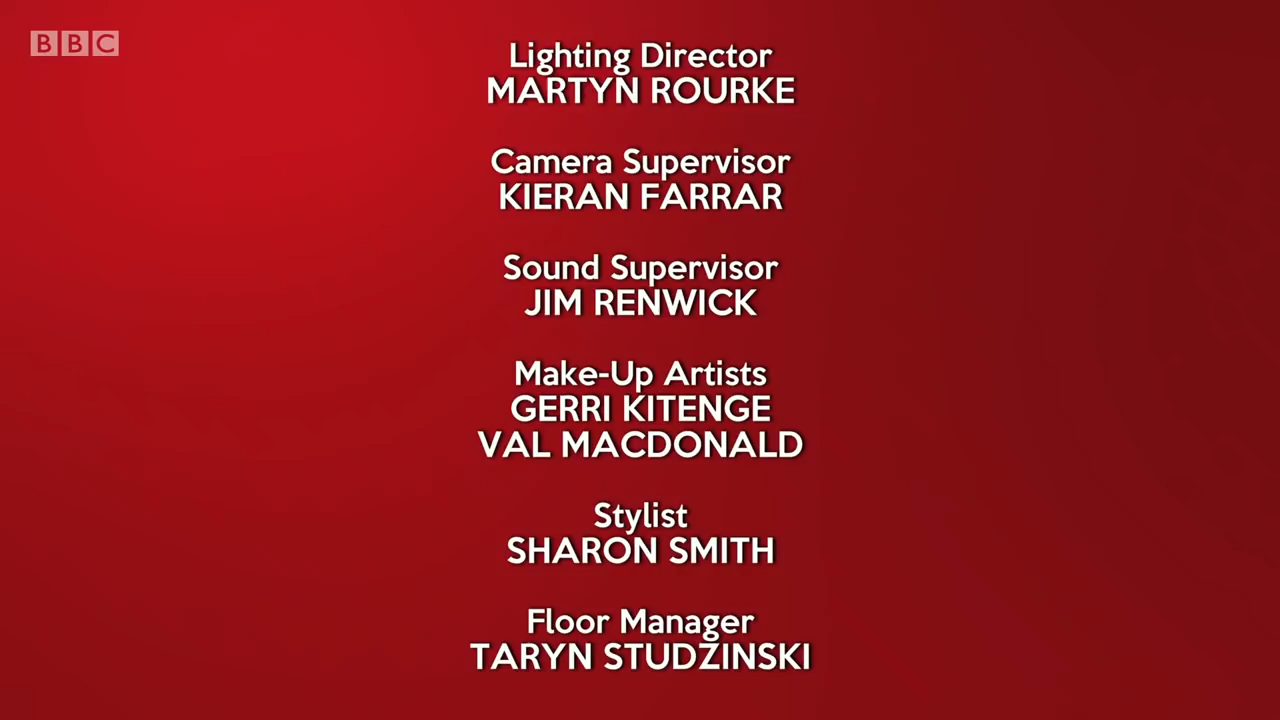 BBC
Lighting Director
MARTYN ROURKE
Camera Supervisor
KIERAN FARRAR
Sound Supervisor
JIM RENWICK
Make-Up Artists
GERRI KITENGE
VAL MACDONALD
Stylist
SHARON SMITH
Floor Manager
TARYN STUDZINSKI